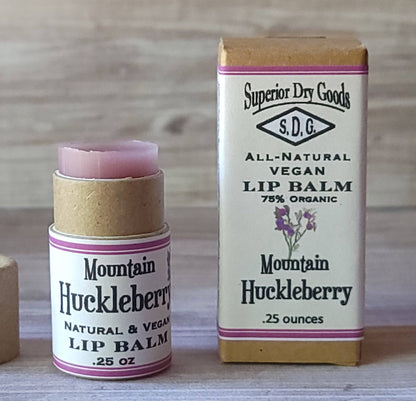 Mountain
Huckleberry
Natural & Vegan
LIP BALM
.25 oz
Superior Dry Goods
S.D.G.
All-Natural
VEGAN
LIP BALM
75% Organic
Mountain
Huckleberry
.25 ounces